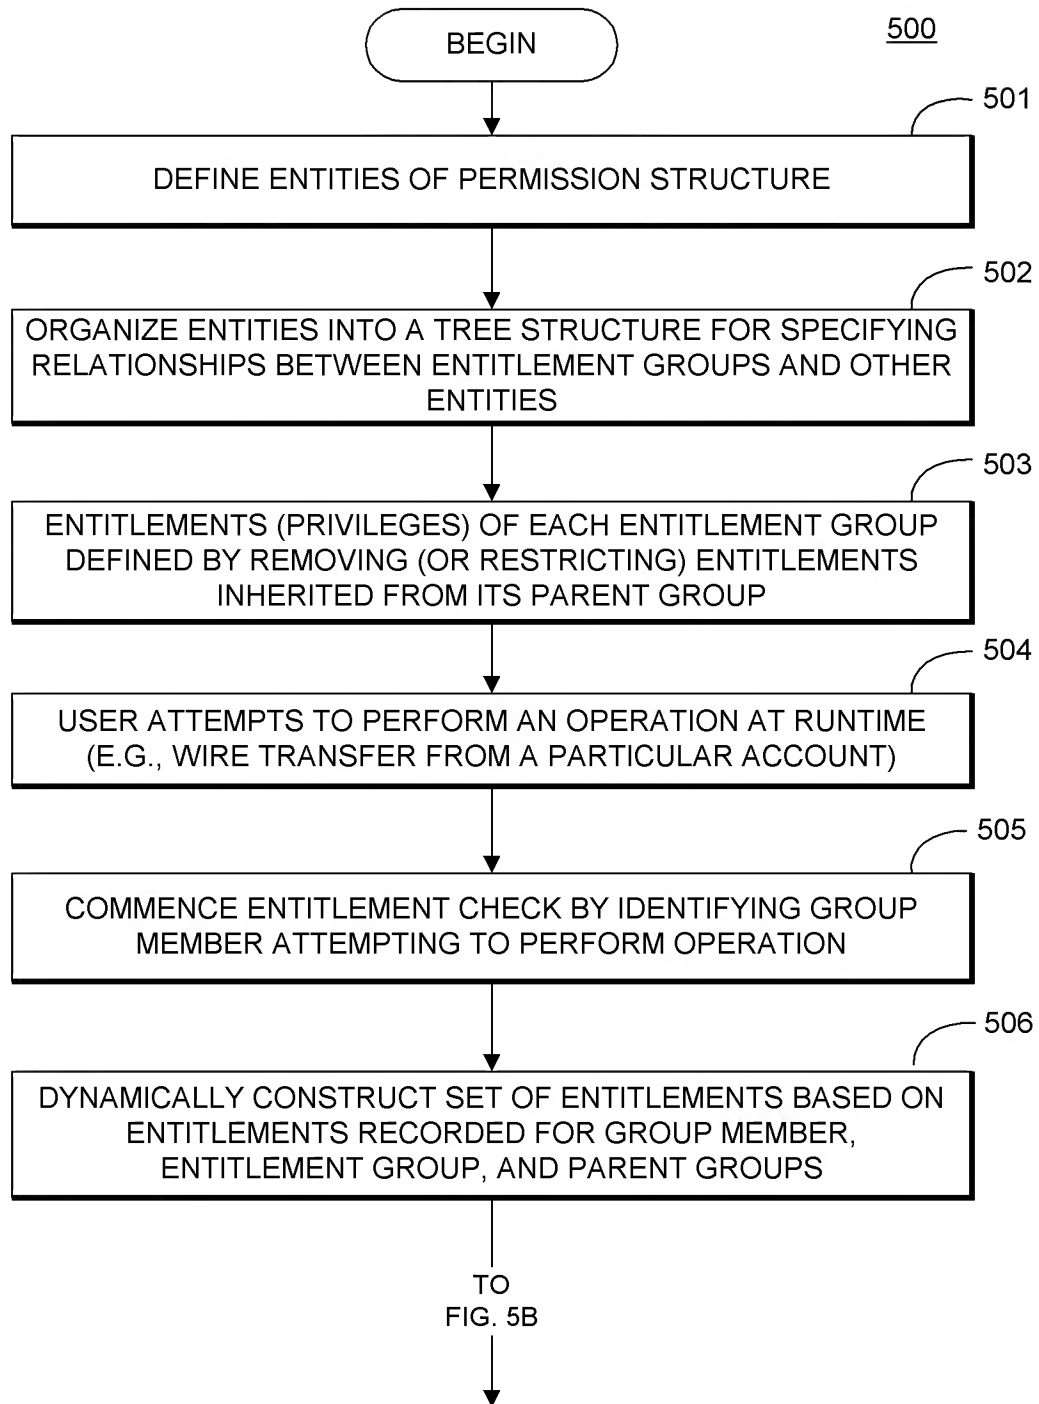 BEGIN
500
501
DEFINE ENTITIES OF PERMISSION STRUCTURE
502
ORGANIZE ENTITIES INTO A TREE STRUCTURE FOR SPECIFYING
RELATIONSHIPS BETWEEN ENTITLEMENT GROUPS AND OTHER
ENTITIES
503
ENTITLEMENTS (PRIVILEGES) OF EACH ENTITLEMENT GROUP
DEFINED BY REMOVING (OR RESTRICTING) ENTITLEMENTS
INHERITED FROM ITS PARENT GROUP
504
USER ATTEMPTS TO PERFORM AN OPERATION AT RUNTIME
(E.G., WIRE TRANSFER FROM A PARTICULAR ACCOUNT)
505
COMMENCE ENTITLEMENT CHECK BY IDENTIFYING GROUP
MEMBER ATTEMPTING TO PERFORM OPERATION
506
DYNAMICALLY CONSTRUCT SET OF ENTITLEMENTS BASED ON
ENTITLEMENTS RECORDED FOR GROUP MEMBER,
ENTITLEMENT GROUP, AND PARENT GROUPS
TO
FIG. 5B